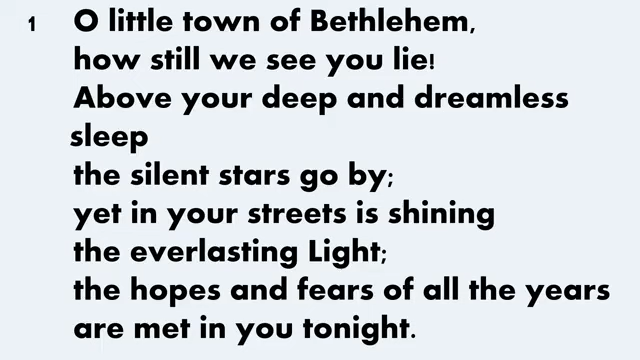 1 O little town of Bethlehem,
how still we see you lie!
Above your deep and dreamless
sleep
the silent stars go by;
yet in your streets is shining
the everlasting Light;
the hopes and fears of all the years
are met in you tonight.